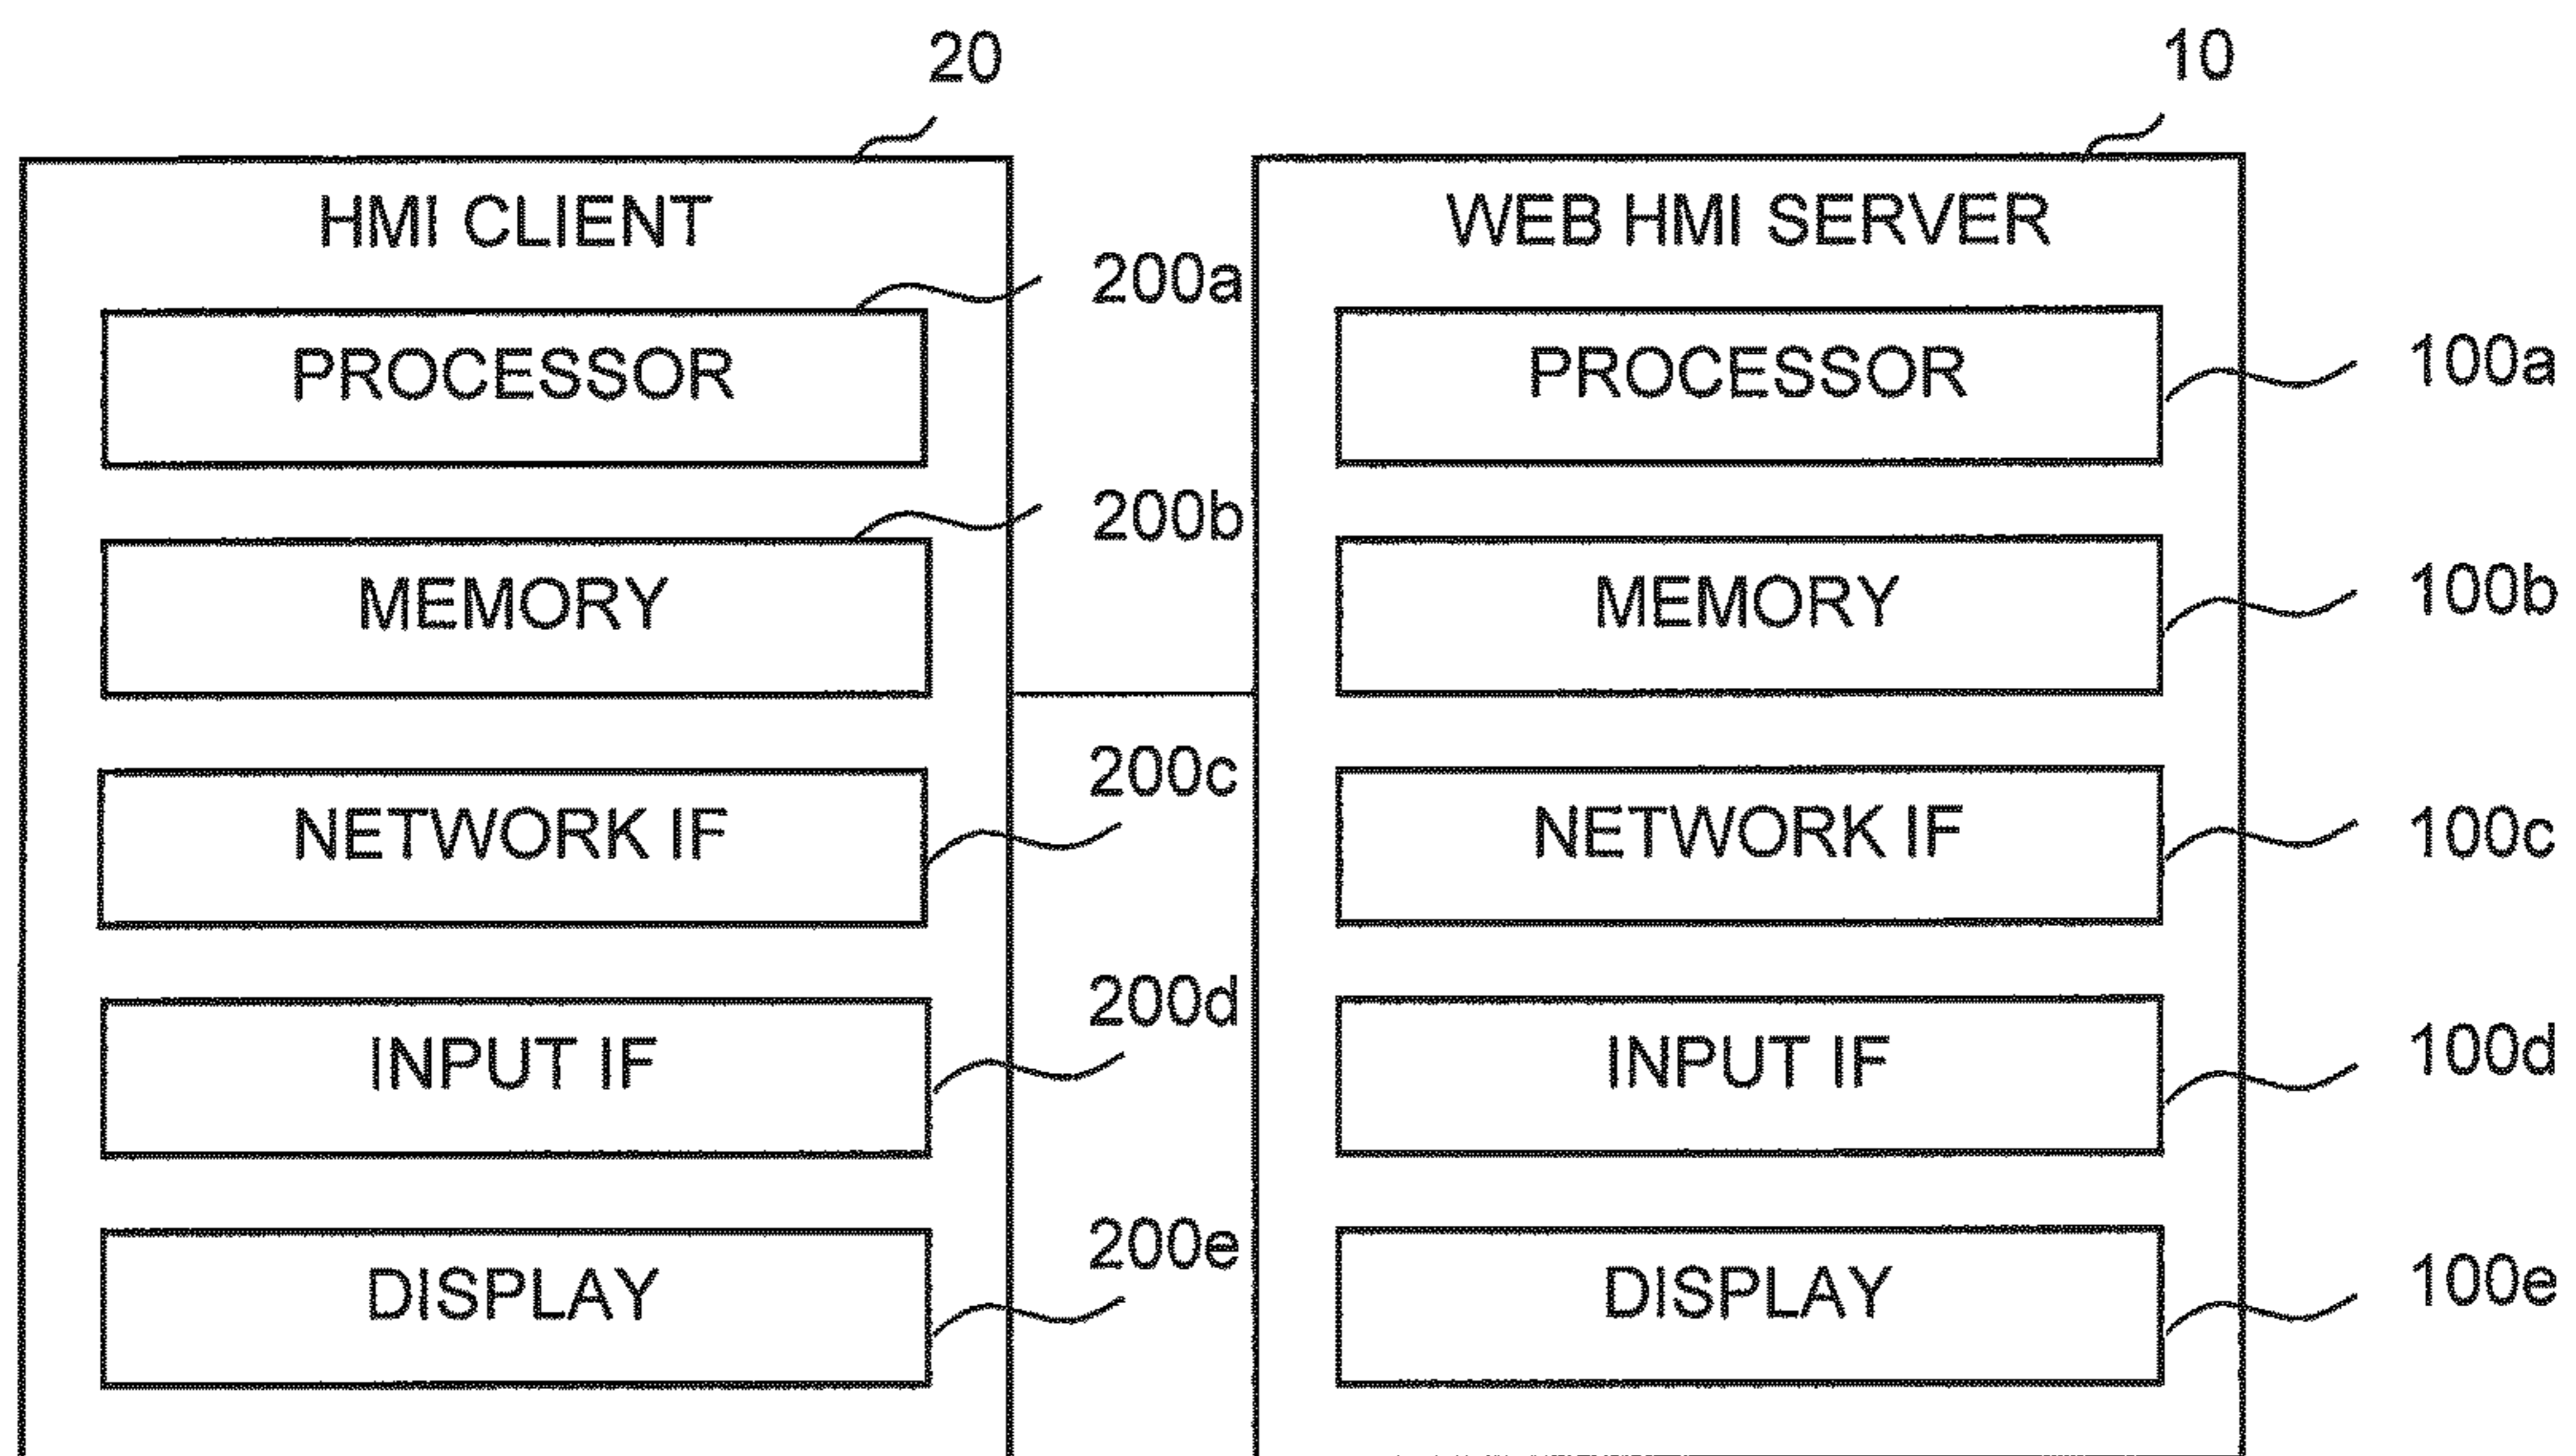 20
HMI CLIENT
200a
PROCESSOR
200b
MEMORY
200c
NETWORK IF
200d
INPUT IF
200e
DISPLAY
10
WEB HMI SERVER
PROCESSOR
100a
MEMORY
100b
NETWORK IF
100c
INPUT IF
100d
DISPLAY
100e